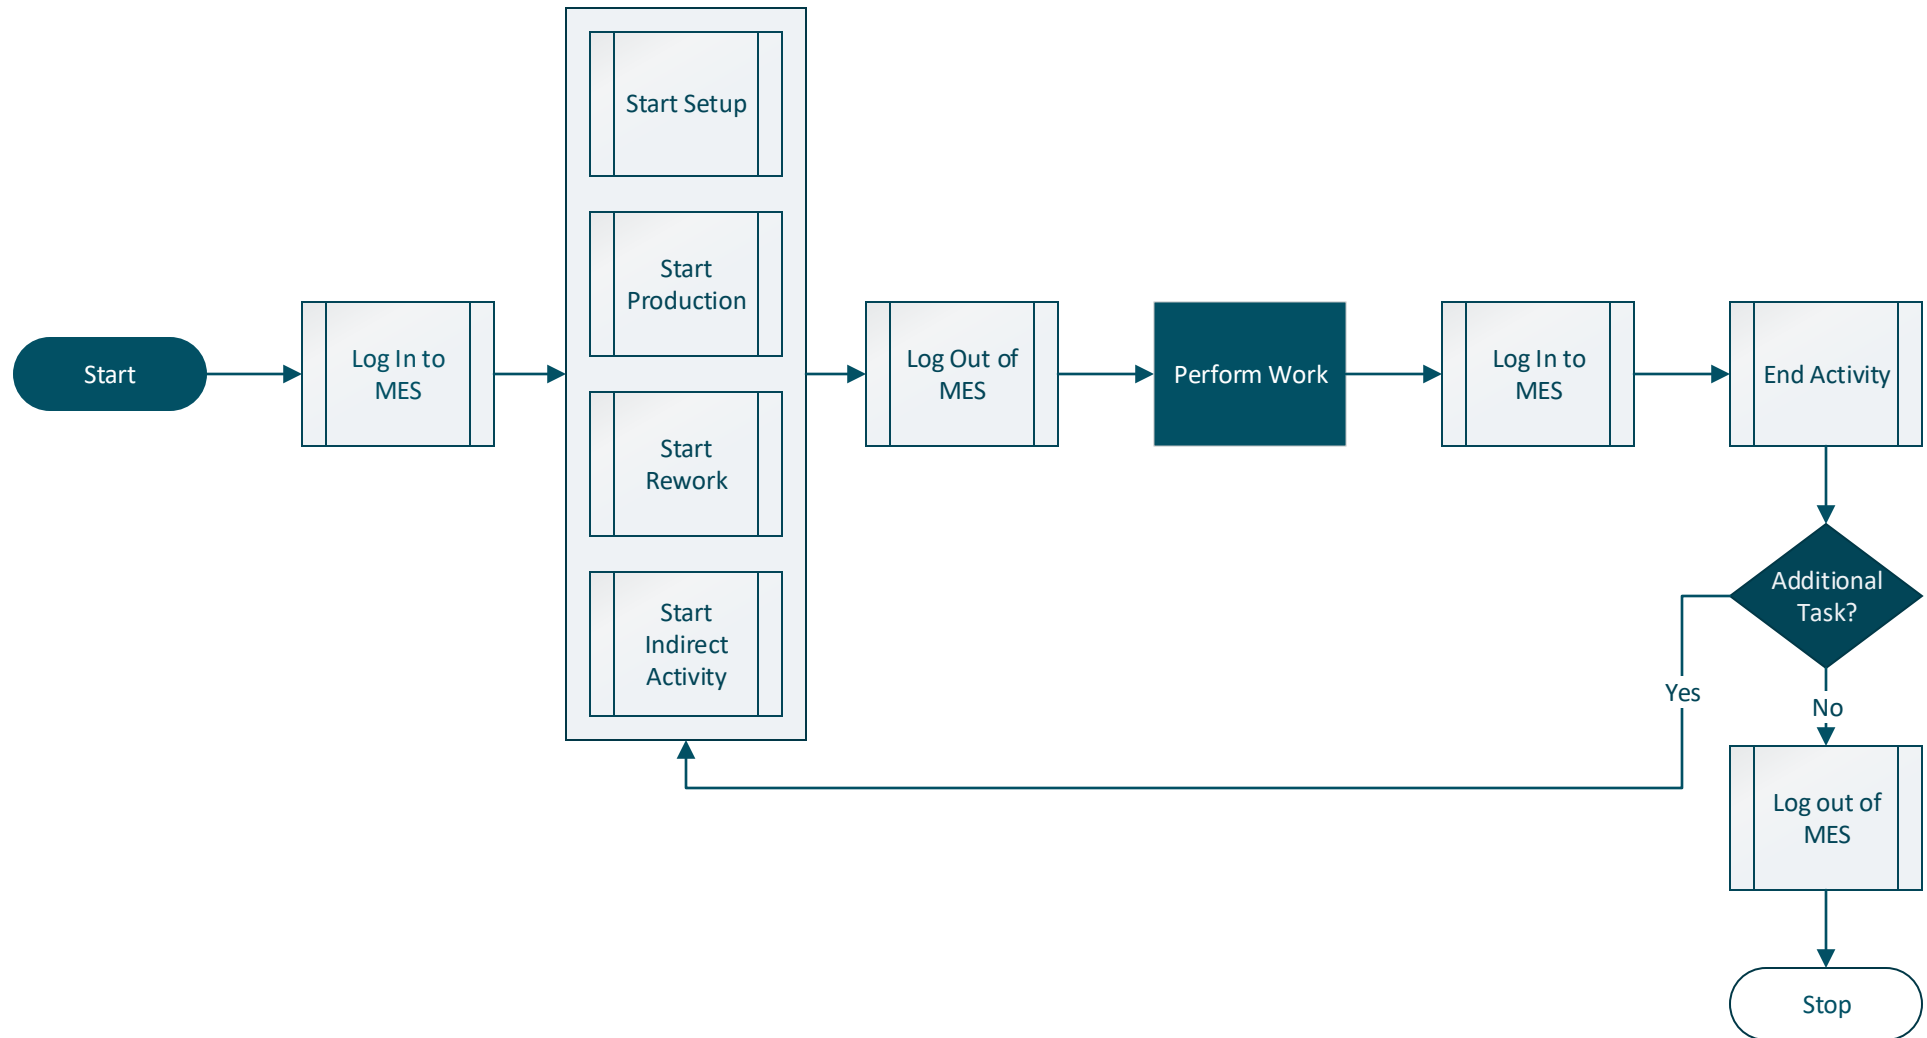 Start
Log In to
MES
Start Setup
Start
Production
Start
Rework
Start
Indirect
Activity
Log Out of
MES
Perform Work
Log In to
MES
End Activity
Additional
Task?
Yes
No
Log out of
MES
Stop